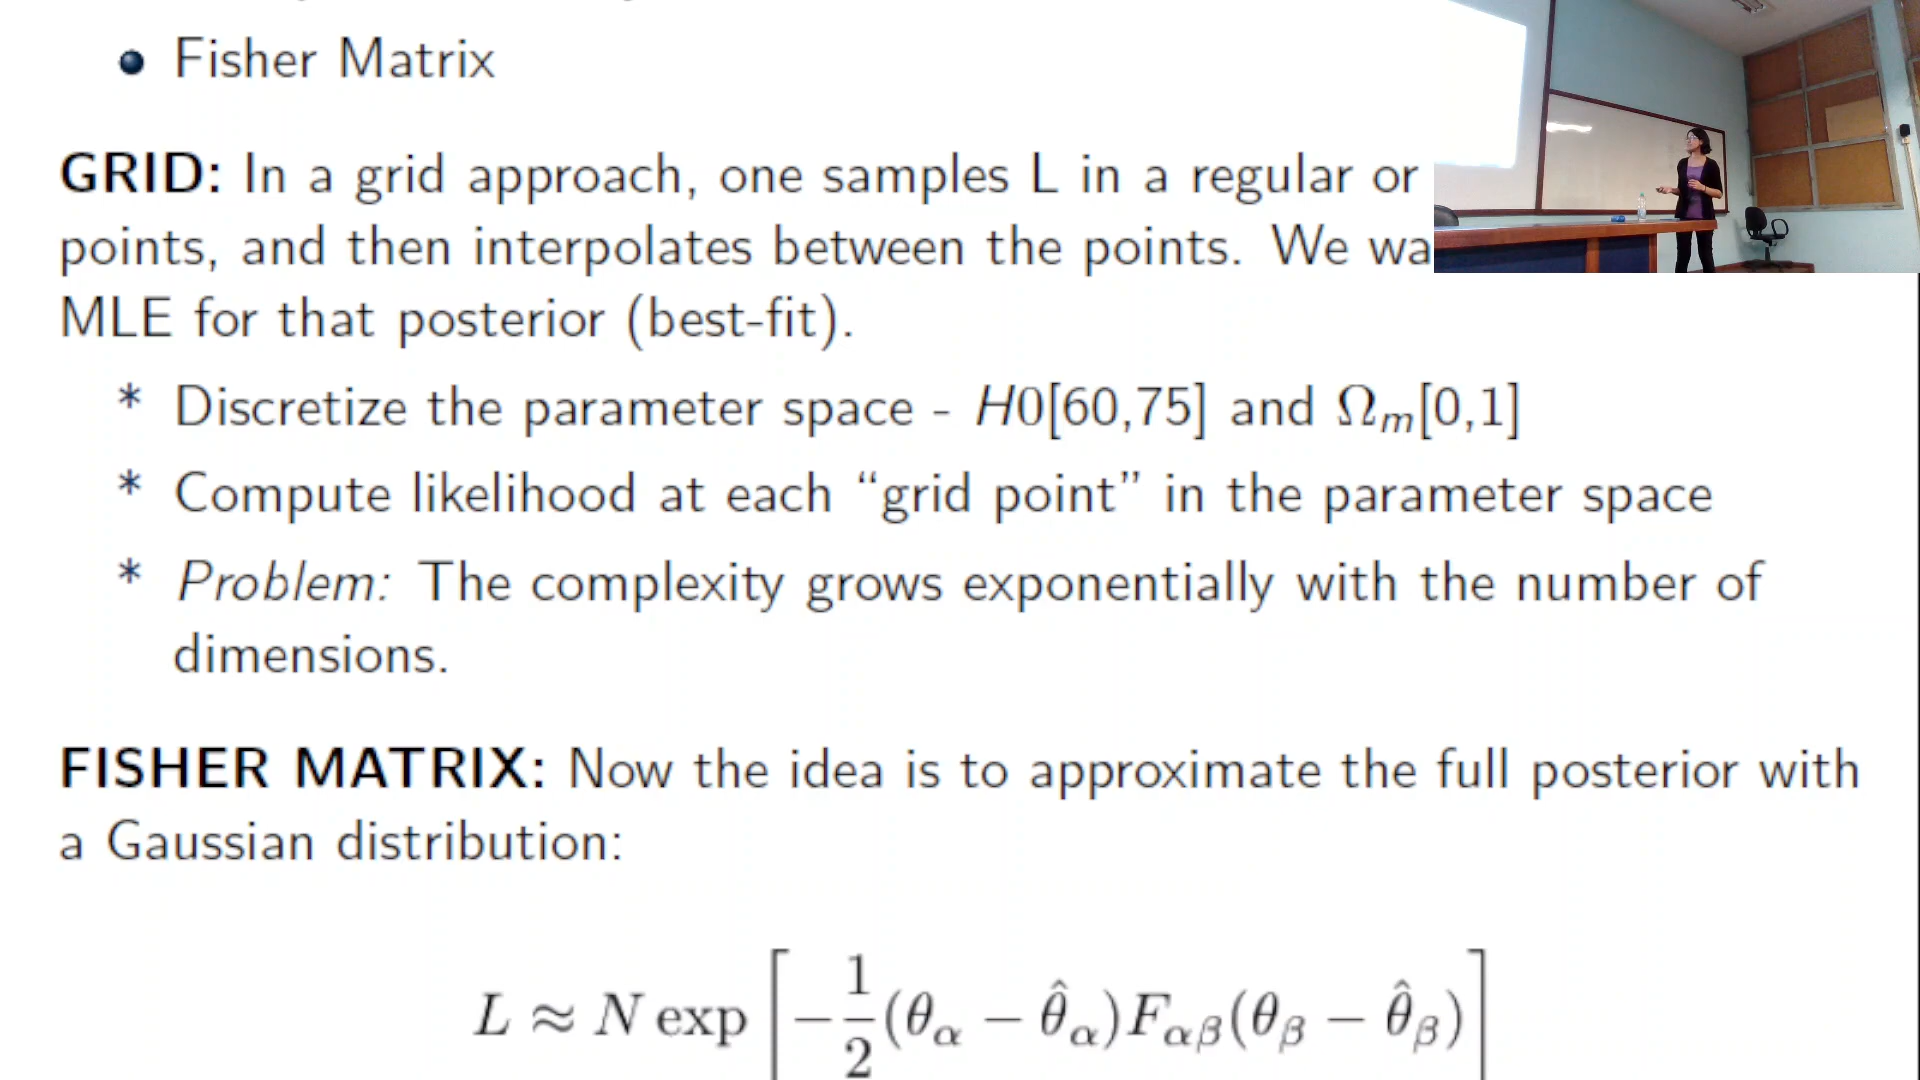 Fisher Matrix
GRID: In a grid approach, one samples L in a regular or
points, and then interpolates between the points. We wa
MLE for that posterior (best-fit).
* Discretize the parameter space - H0[60,75] and Ωm[0,1]
* Compute likelihood at each “grid point” in the parameter space
* Problem: The complexity grows exponentially with the number of
dimensions.
FISHER MATRIX: Now the idea is to approximate the full posterior with
a Gaussian distribution:
L ≈ N exp [ −1/2 (θα − θ̂α) Fαβ (θβ − θ̂β) ]